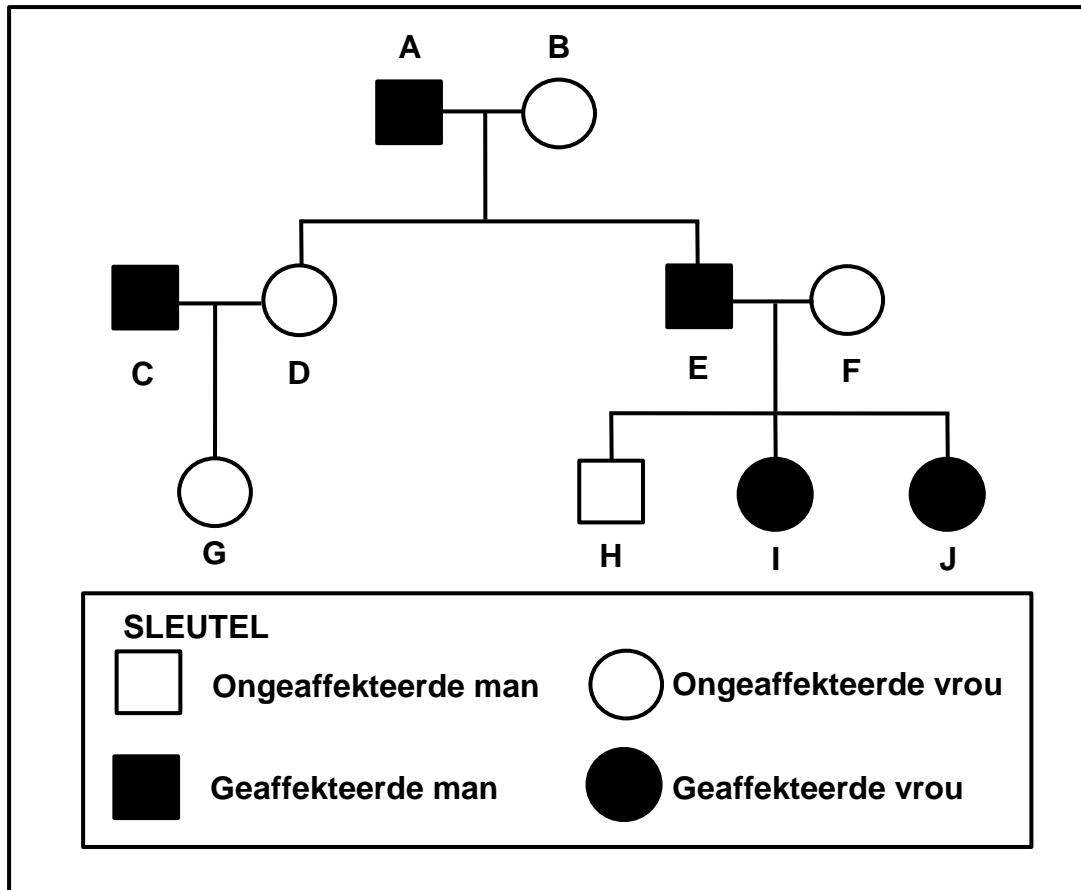 A B
C D E F
G H I J
SLEUTEL
Ongeaffekteerde man Ongeaffekteerde vrou
Geaffekteerde man Geaffekteerde vrou